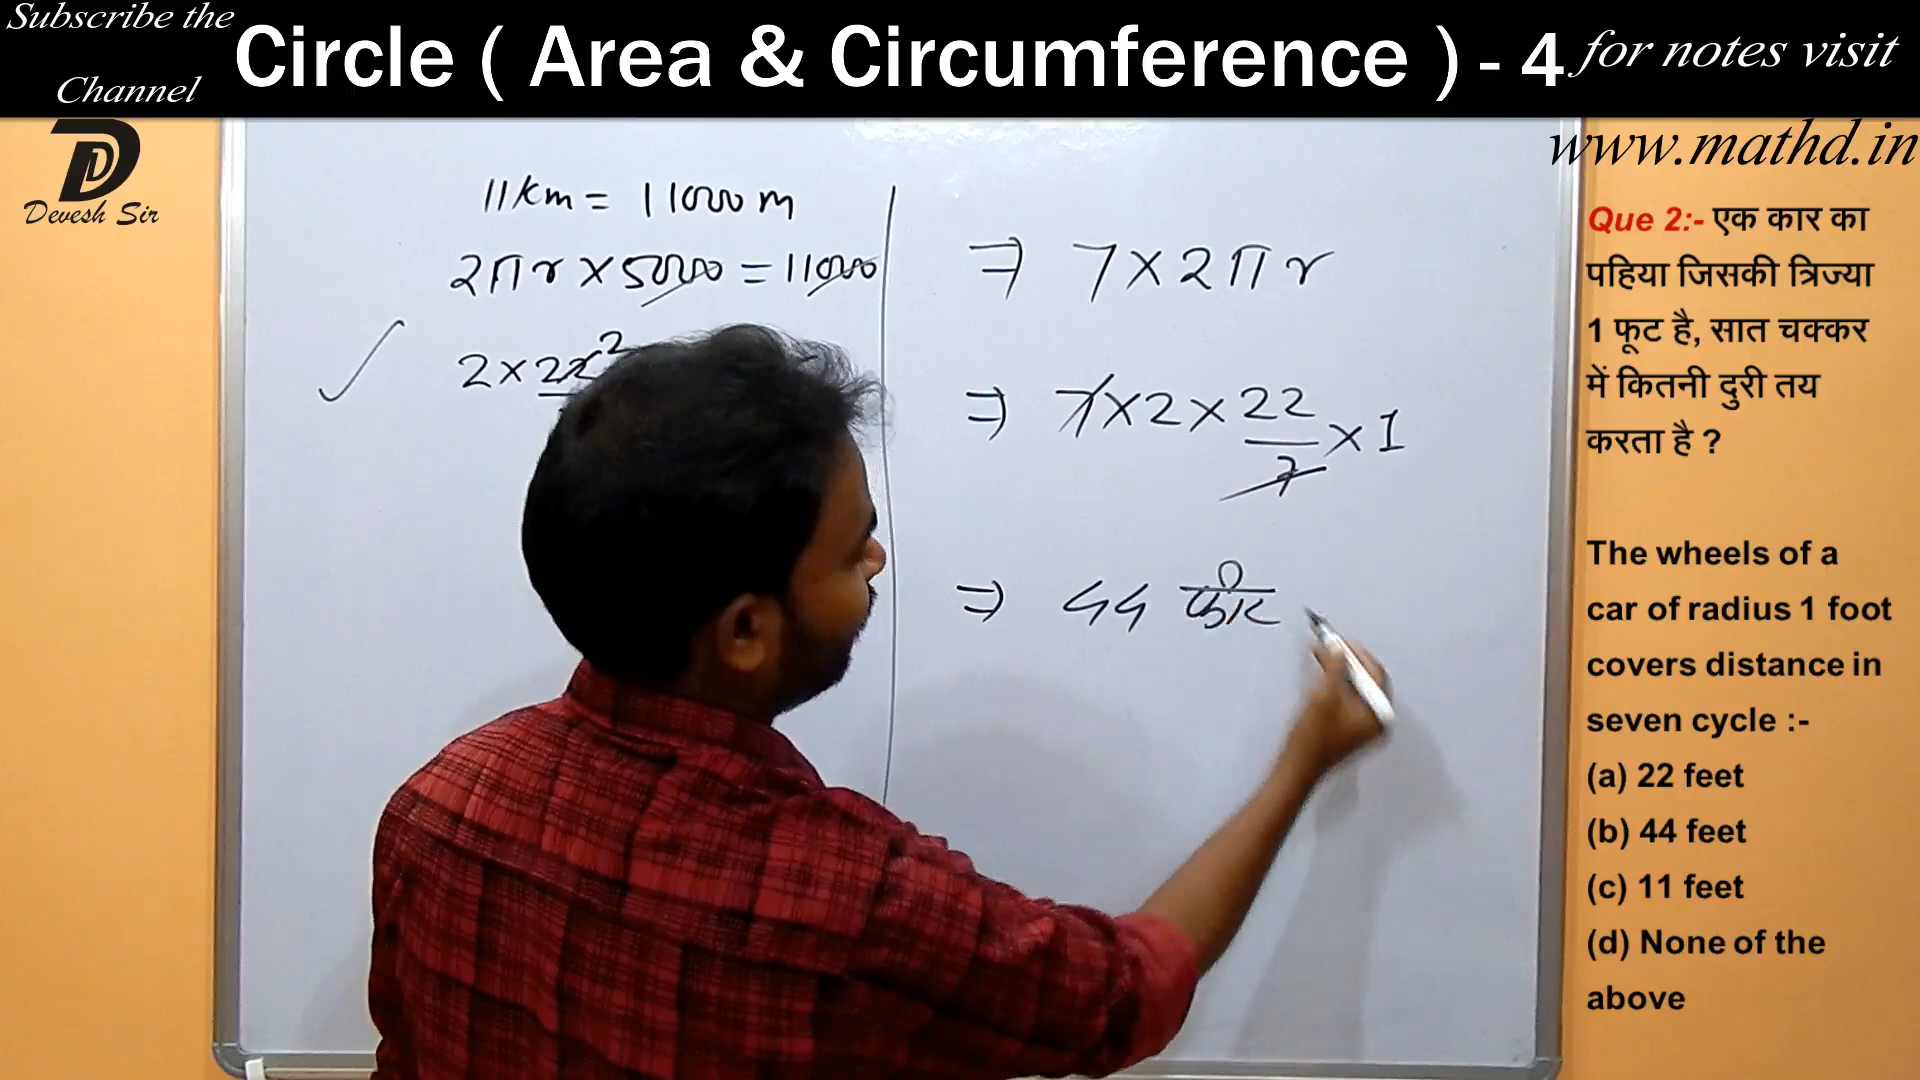 Subscribe the
Channel
Circle ( Area & Circumference ) - 4
for notes visit
www.mathd.in
D
Devesh Sir
11km = 11000 m
2πr × 5000 = 11000
2 × 22 2
⇒ 7 × 2πr
⇒ 7 × 2 × 22/7 × 1
⇒ 44 फीट
Que 2:- एक कार का
पहिया जिसकी त्रिज्या
1 फूट है, सात चक्कर
में कितनी दुरी तय
करता है ?
The wheels of a
car of radius 1 foot
covers distance in
seven cycle :-
(a) 22 feet
(b) 44 feet
(c) 11 feet
(d) None of the
above